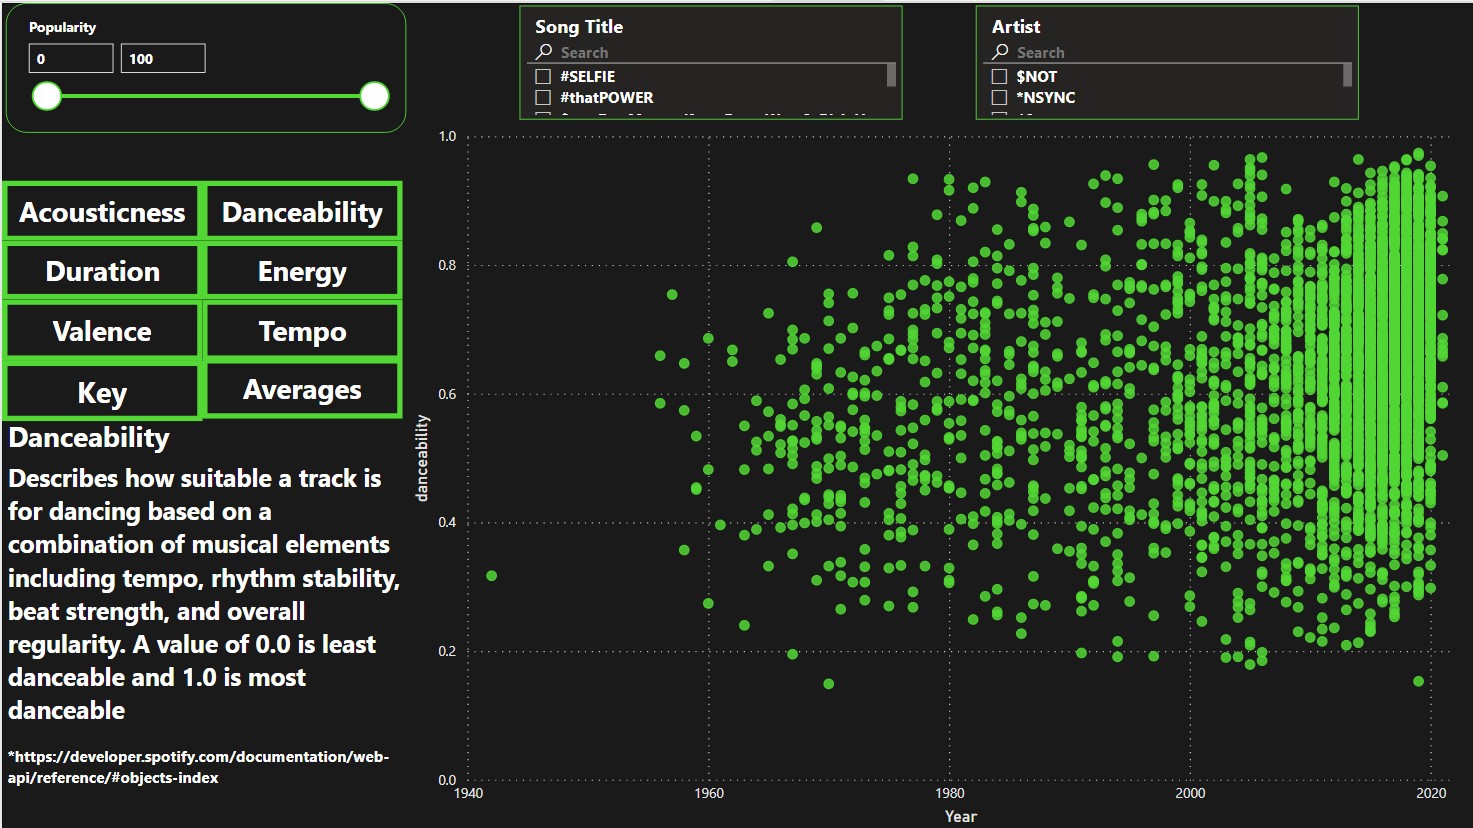 Popularity
0 100
Song Title
Search
#SELFIE
#thatPOWER
Artist
Search
$NOT
*NSYNC
Acousticness Danceability
Duration Energy
Valence Tempo
Key Averages
Danceability
Describes how suitable a track is
for dancing based on a
combination of musical elements
including tempo, rhythm stability,
beat strength, and overall
regularity. A value of 0.0 is least
danceable and 1.0 is most
danceable
*https://developer.spotify.com/documentation/web-
api/reference/#objects-index
danceability
1.0
0.8
0.6
0.4
0.2
0.0
1940 1960 1980 2000 2020
Year